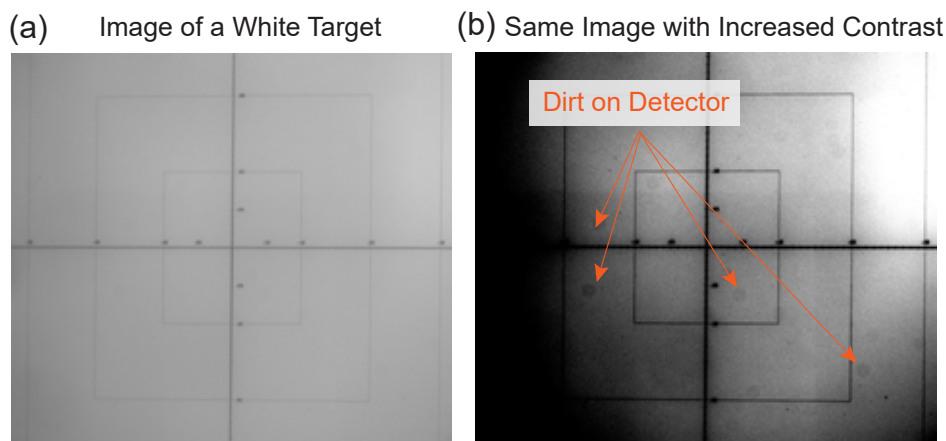 (a) Image of a White Target
(b) Same Image with Increased Contrast
Dirt on Detector